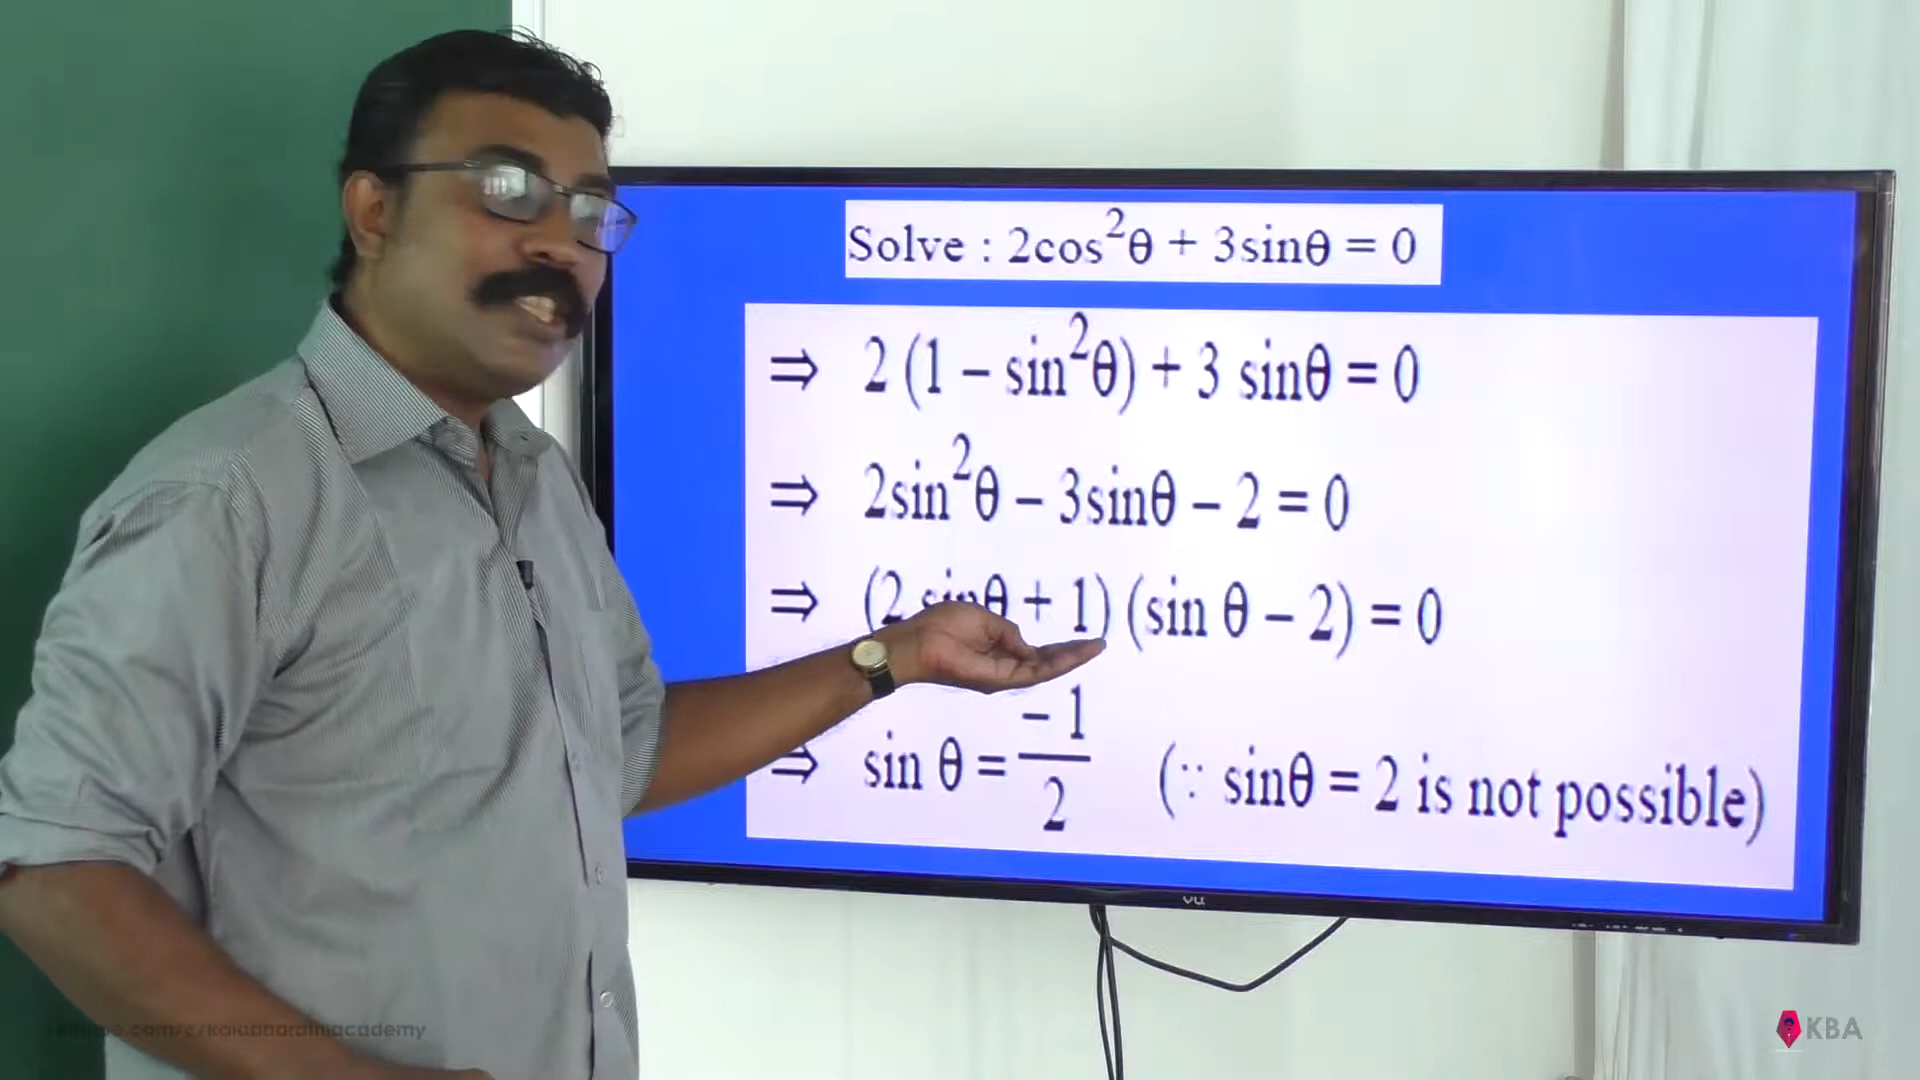 Solve : 2cos²θ + 3sinθ = 0
⇒ 2 (1 – sin²θ) + 3 sinθ = 0
⇒ 2sin²θ – 3sinθ – 2 = 0
⇒ (2 sinθ + 1) (sin θ – 2) = 0
⇒ sin θ = –1/2 (∵ sinθ = 2 is not possible)
vu
KBA